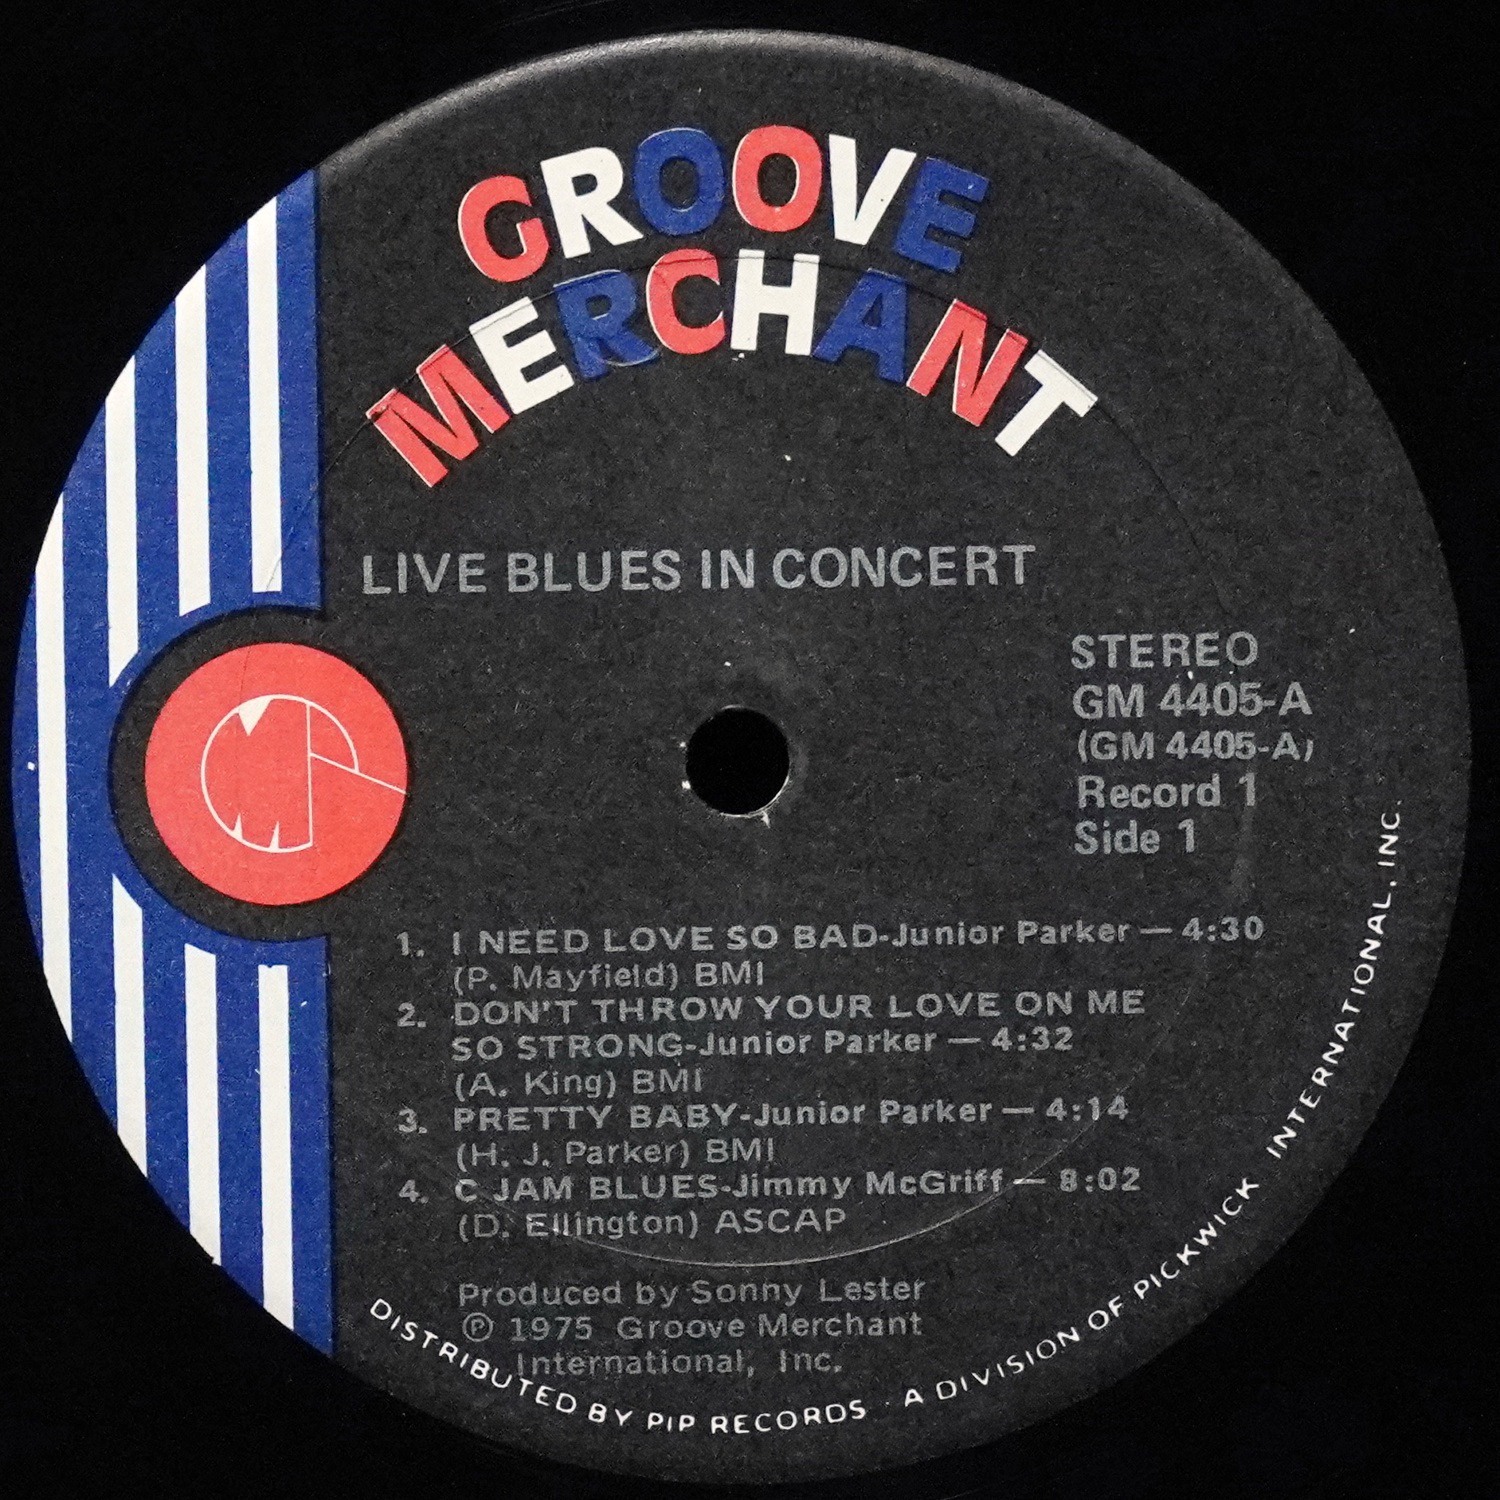 GROOVE
MERCHANT
LIVE BLUES IN CONCERT
STEREO
GM 4405-A
(GM 4405-A)
Record 1
Side 1
1. I NEED LOVE SO BAD-Junior Parker — 4:30
(P. Mayfield) BMI
2. DON'T THROW YOUR LOVE ON ME
SO STRONG-Junior Parker — 4:32
(A. King) BMI
3. PRETTY BABY-Junior Parker — 4:14
(H. J. Parker) BMI
4. C JAM BLUES-Jimmy McGriff — 8:02
(D. Ellington) ASCAP
Produced by Sonny Lester
℗ 1975 Groove Merchant
International, Inc.
DISTRIBUTED BY PIP RECORDS · A DIVISION OF PICKWICK INTERNATIONAL, INC.